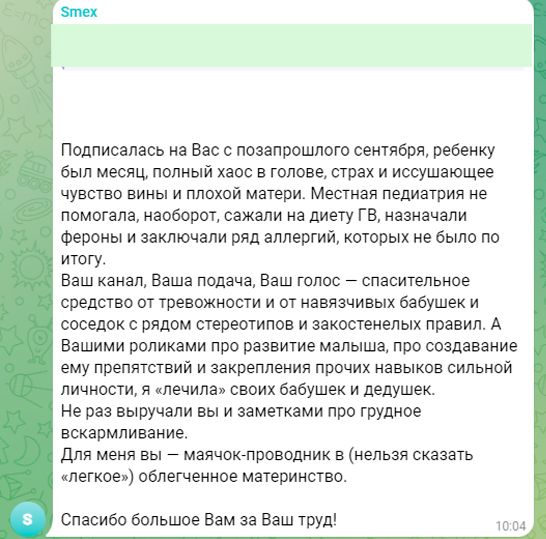 Smex
Подписалась на Вас с позапрошлого сентября, ребенку
был месяц, полный хаос в голове, страх и иссушающее
чувство вины и плохой матери. Местная педиатрия не
помогала, наоборот, сажали на диету ГВ, назначали
фероны и заключали ряд аллергий, которых не было по
итогу.
Ваш канал, Ваша подача, Ваш голос — спасительное
средство от тревожности и от навязчивых бабушек и
соседок с рядом стереотипов и закостенелых правил. А
Вашими роликами про развитие малыша, про создавание
ему препятствий и закрепления прочих навыков сильной
личности, я «лечила» своих бабушек и дедушек.
Не раз выручали вы и заметками про грудное
вскармливание.
Для меня вы — маячок-проводник в (нельзя сказать
«легкое») облегченное материнство.
Спасибо большое Вам за Ваш труд!
S
10:04